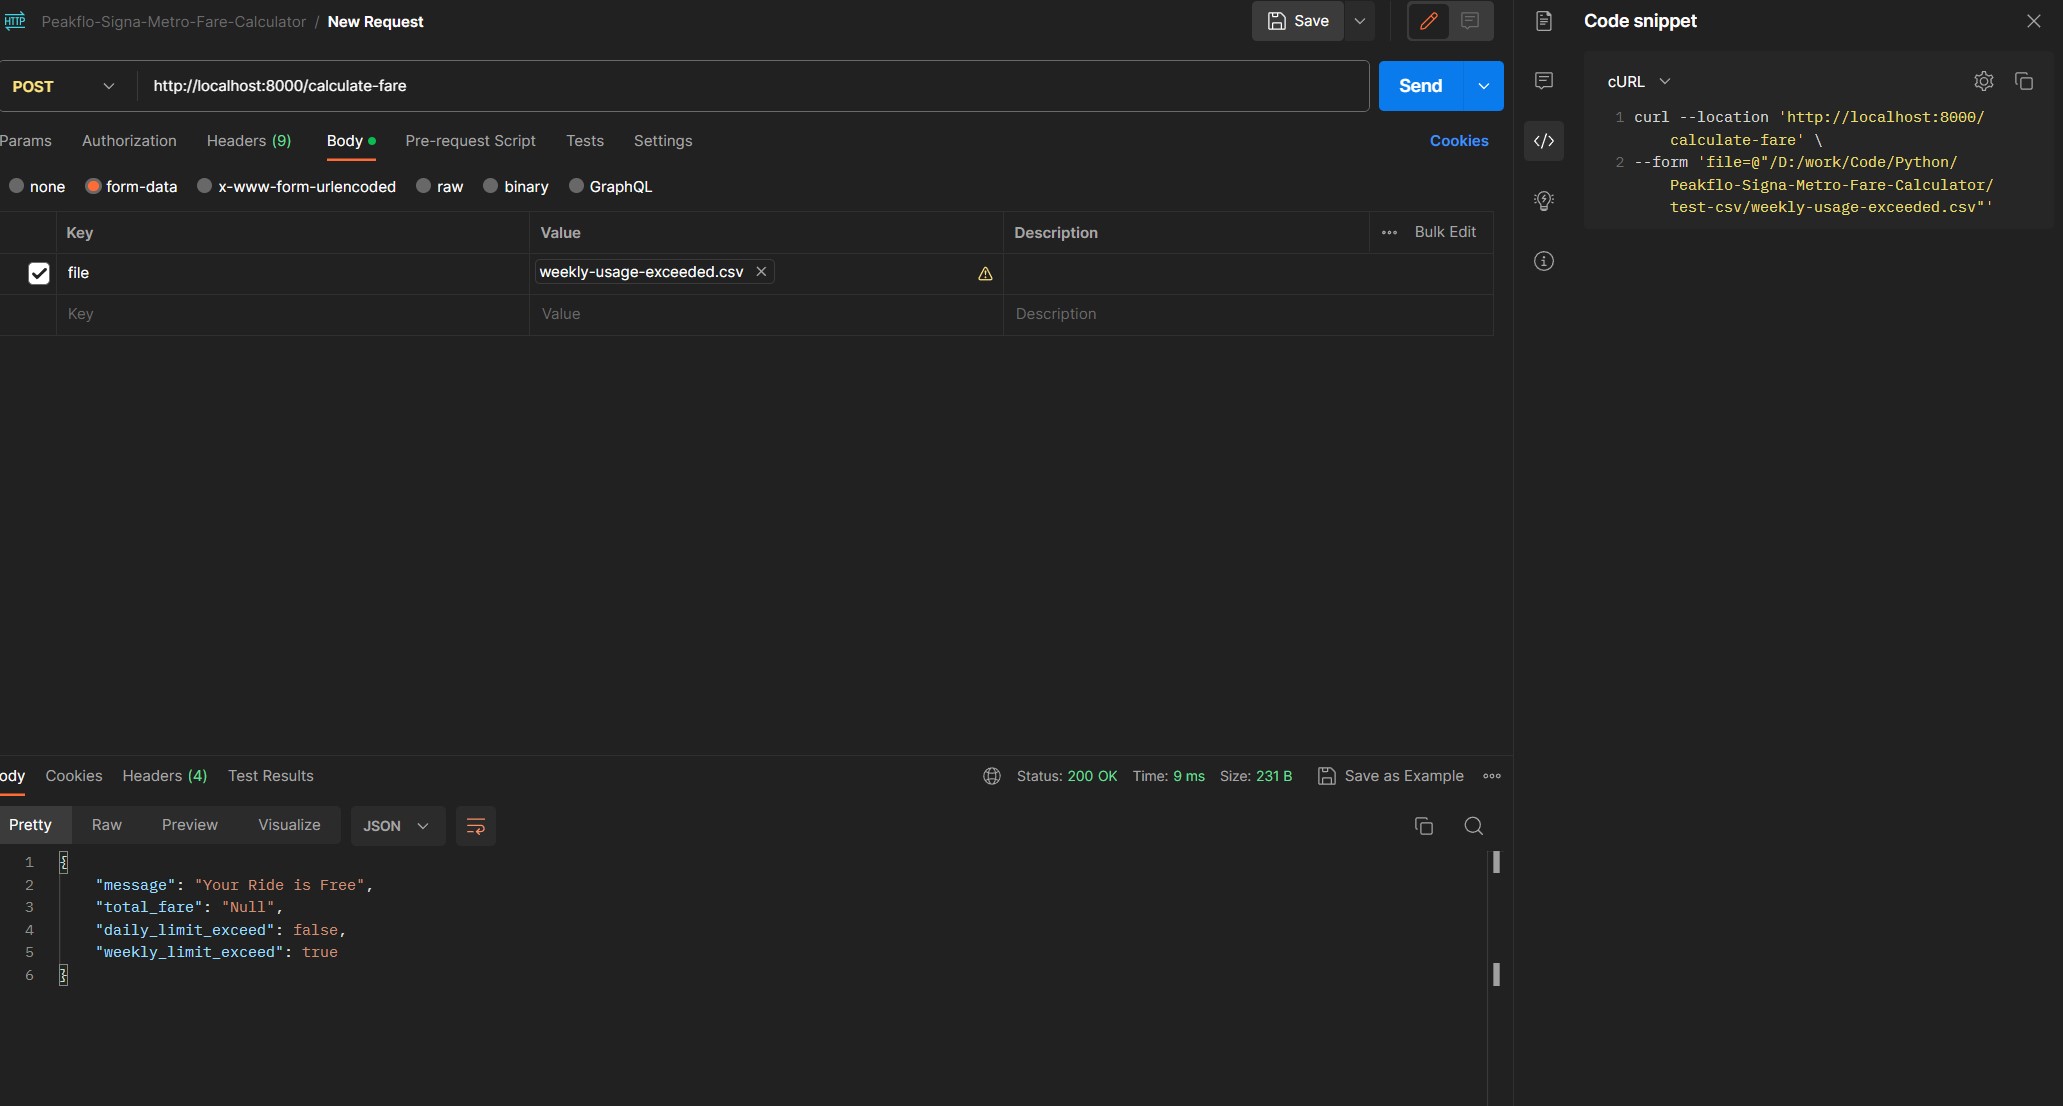 HTTP Peakflo-Signa-Metro-Fare-Calculator / New Request
Save
POST http://localhost:8000/calculate-fare Send
Params Authorization Headers (9) Body Pre-request Script Tests Settings Cookies
none form-data x-www-form-urlencoded raw binary GraphQL
Key Value Description Bulk Edit
file weekly-usage-exceeded.csv
Key Value Description
ody Cookies Headers (4) Test Results Status: 200 OK Time: 9 ms Size: 231 B Save as Example
Pretty Raw Preview Visualize JSON
1 {
2 "message": "Your Ride is Free",
3 "total_fare": "Null",
4 "daily_limit_exceed": false,
5 "weekly_limit_exceed": true
6 }
Code snippet
cURL
1 curl --location 'http://localhost:8000/
calculate-fare' \
2 --form 'file=@"/D:/work/Code/Python/
Peakflo-Signa-Metro-Fare-Calculator/
test-csv/weekly-usage-exceeded.csv"'